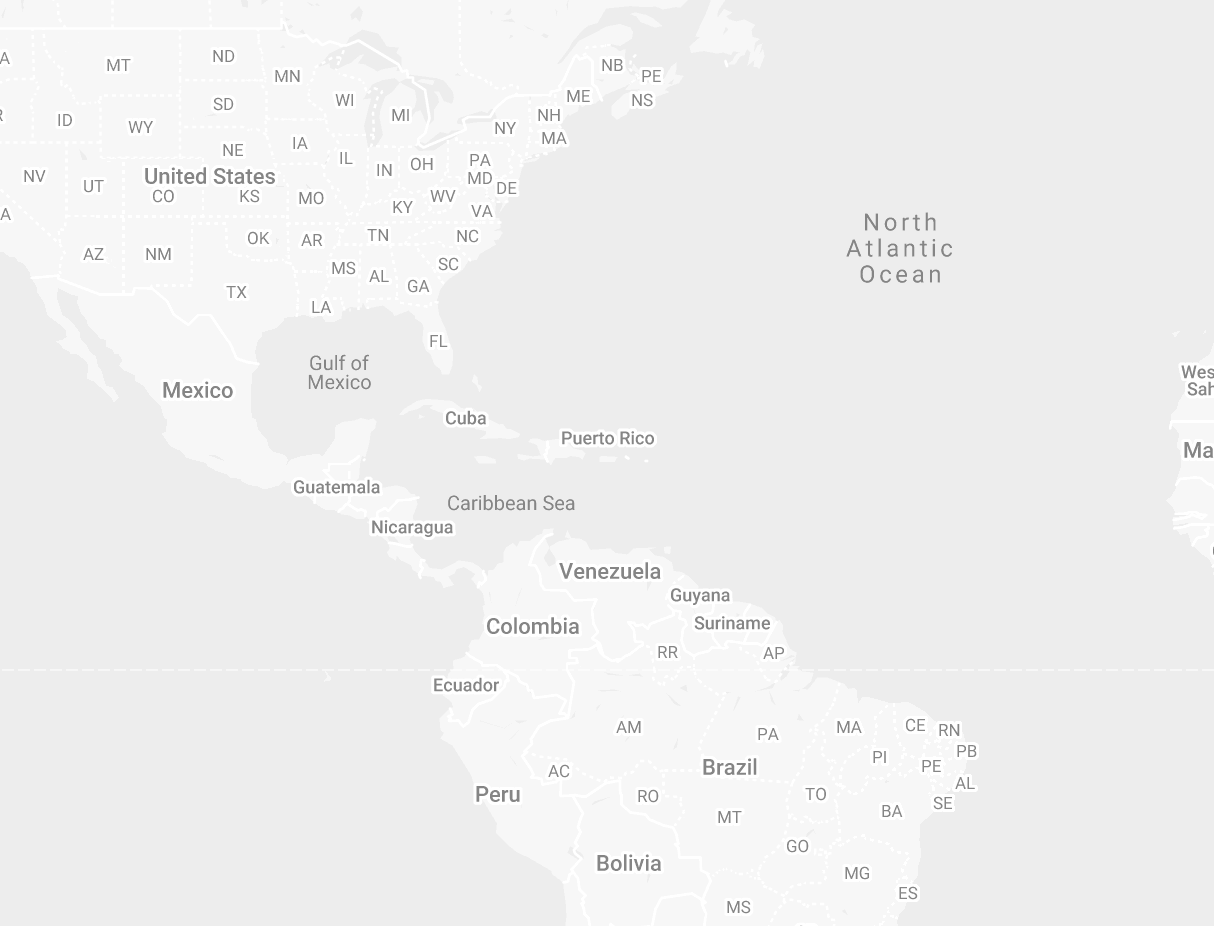 ND
MT
NB
MN
PE
ME
WI
NS
SD
MI
NH
ID
WY
NY
MA
IA
NE
IL
PA
OH
IN
NV
United States
MD
UT
DE
CO
KS
MO
WV
KY
VA
North
Atlantic
Ocean
TN
NC
OK
AR
AZ
NM
SC
MS
AL
GA
TX
LA
FL
Gulf of
Mexico
Wes
Sah
Mexico
Cuba
Puerto Rico
Ma
Guatemala
Caribbean Sea
Nicaragua
Venezuela
Guyana
Suriname
Colombia
RR
AP
Ecuador
AM
PA
MA
CE
RN
PB
PI
PE
Brazil
AC
AL
Peru
RO
TO
SE
BA
MT
GO
Bolivia
MG
ES
MS